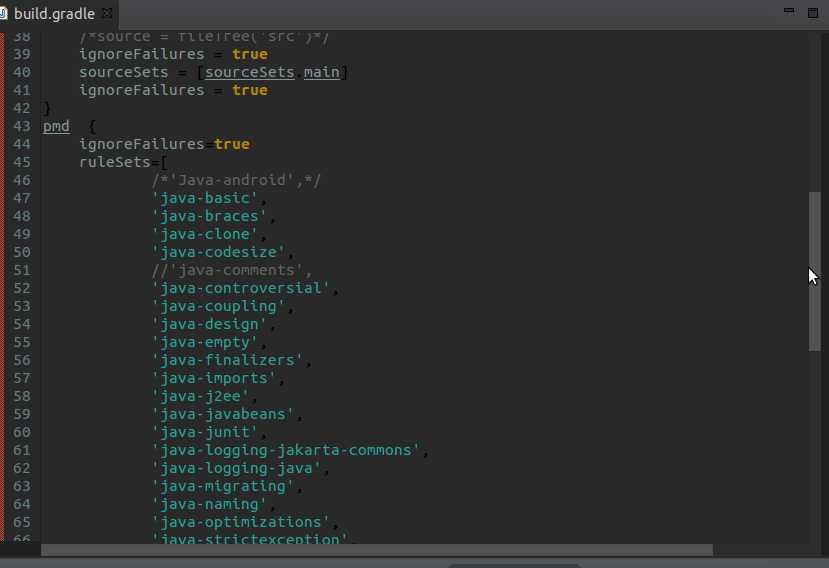 build.gradle
38 /*source = fileTree('src')*/
39 ignoreFailures = true
40 sourceSets = [sourceSets.main]
41 ignoreFailures = true
42 }
43 pmd  {
44 ignoreFailures=true
45 ruleSets=[
46 /*'Java-android',*/
47 'java-basic',
48 'java-braces',
49 'java-clone',
50 'java-codesize',
51 //'java-comments',
52 'java-controversial',
53 'java-coupling',
54 'java-design',
55 'java-empty',
56 'java-finalizers',
57 'java-imports',
58 'java-j2ee',
59 'java-javabeans',
60 'java-junit',
61 'java-logging-jakarta-commons',
62 'java-logging-java',
63 'java-migrating',
64 'java-naming',
65 'java-optimizations',
66 'java-strictexception',